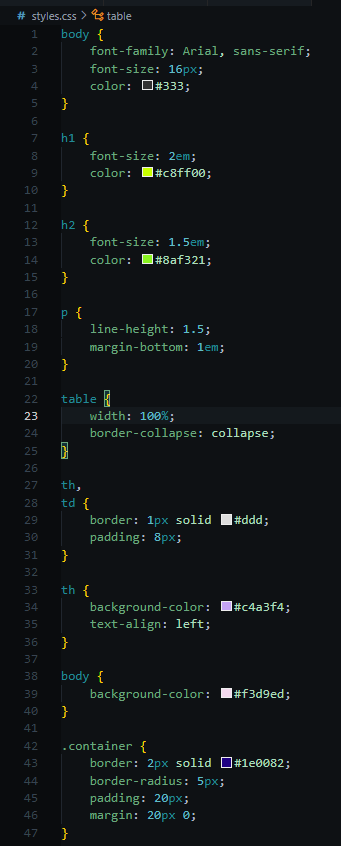 # styles.css > table
1 body {
2     font-family: Arial, sans-serif;
3     font-size: 16px;
4     color: #333;
5 }
6
7 h1 {
8     font-size: 2em;
9     color: #c8ff00;
10 }
11
12 h2 {
13     font-size: 1.5em;
14     color: #8af321;
15 }
16
17 p {
18     line-height: 1.5;
19     margin-bottom: 1em;
20 }
21
22 table {
23     width: 100%;
24     border-collapse: collapse;
25 }
26
27 th,
28 td {
29     border: 1px solid #ddd;
30     padding: 8px;
31 }
32
33 th {
34     background-color: #c4a3f4;
35     text-align: left;
36 }
37
38 body {
39     background-color: #f3d9ed;
40 }
41
42 .container {
43     border: 2px solid #1e0082;
44     border-radius: 5px;
45     padding: 20px;
46     margin: 20px 0;
47 }